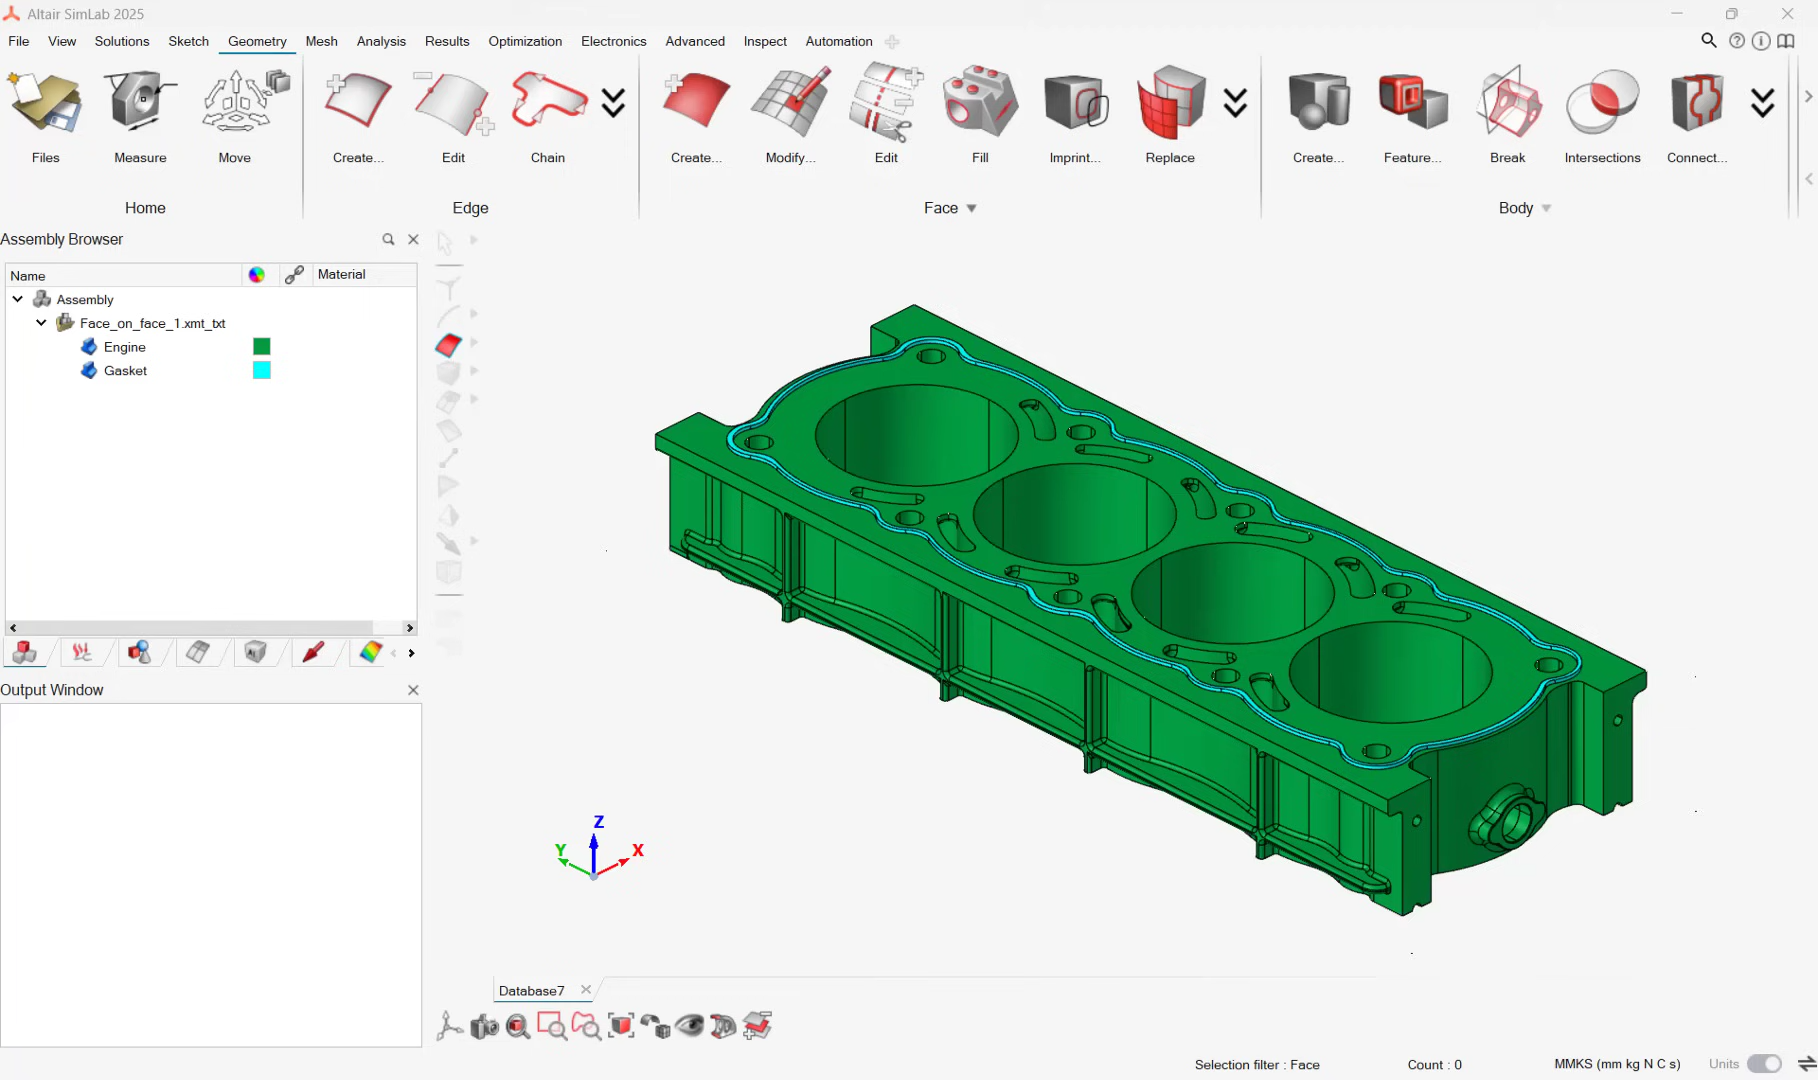 Altair SimLab 2025
File View Solutions Sketch Geometry Mesh Analysis Results Optimization Electronics Advanced Inspect Automation
Files Measure Move Create... Edit Chain Create... Modify... Edit Fill Imprint... Replace Create... Feature... Break Intersections Connect...
Home Edge Face Body
Assembly Browser
Name Material
Assembly
Face_on_face_1.xmt_txt
Engine
Gasket
Output Window
Z
Y X
Database7
Selection filter : Face Count : 0 MMKS (mm kg N C s) Units